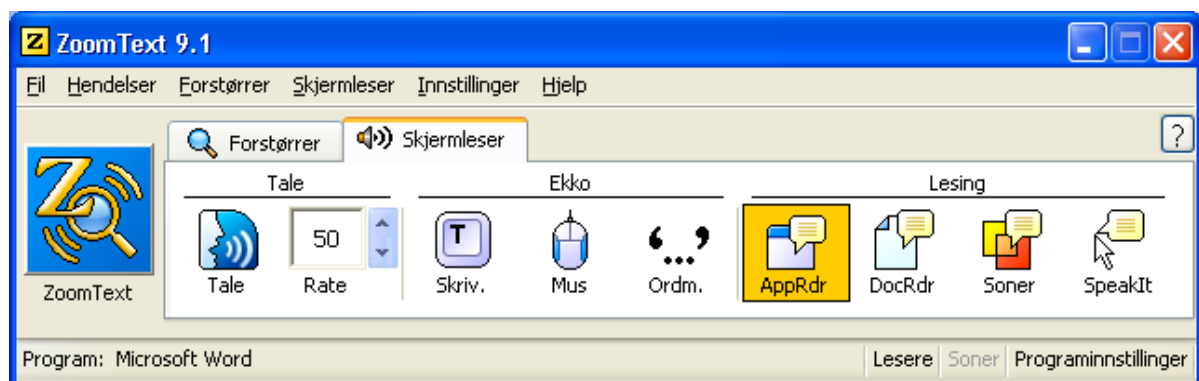 ZoomText 9.1
Fil Hendelser Forstørrer Skjermleser Innstillinger Hjelp
Forstørrer Skjermleser ?
Tale Ekko Lesing
50 T
ZoomText Tale Rate Skriv. Mus Ordm. AppRdr DocRdr Soner SpeakIt
Program: Microsoft Word Lesere Soner Programinnstillinger